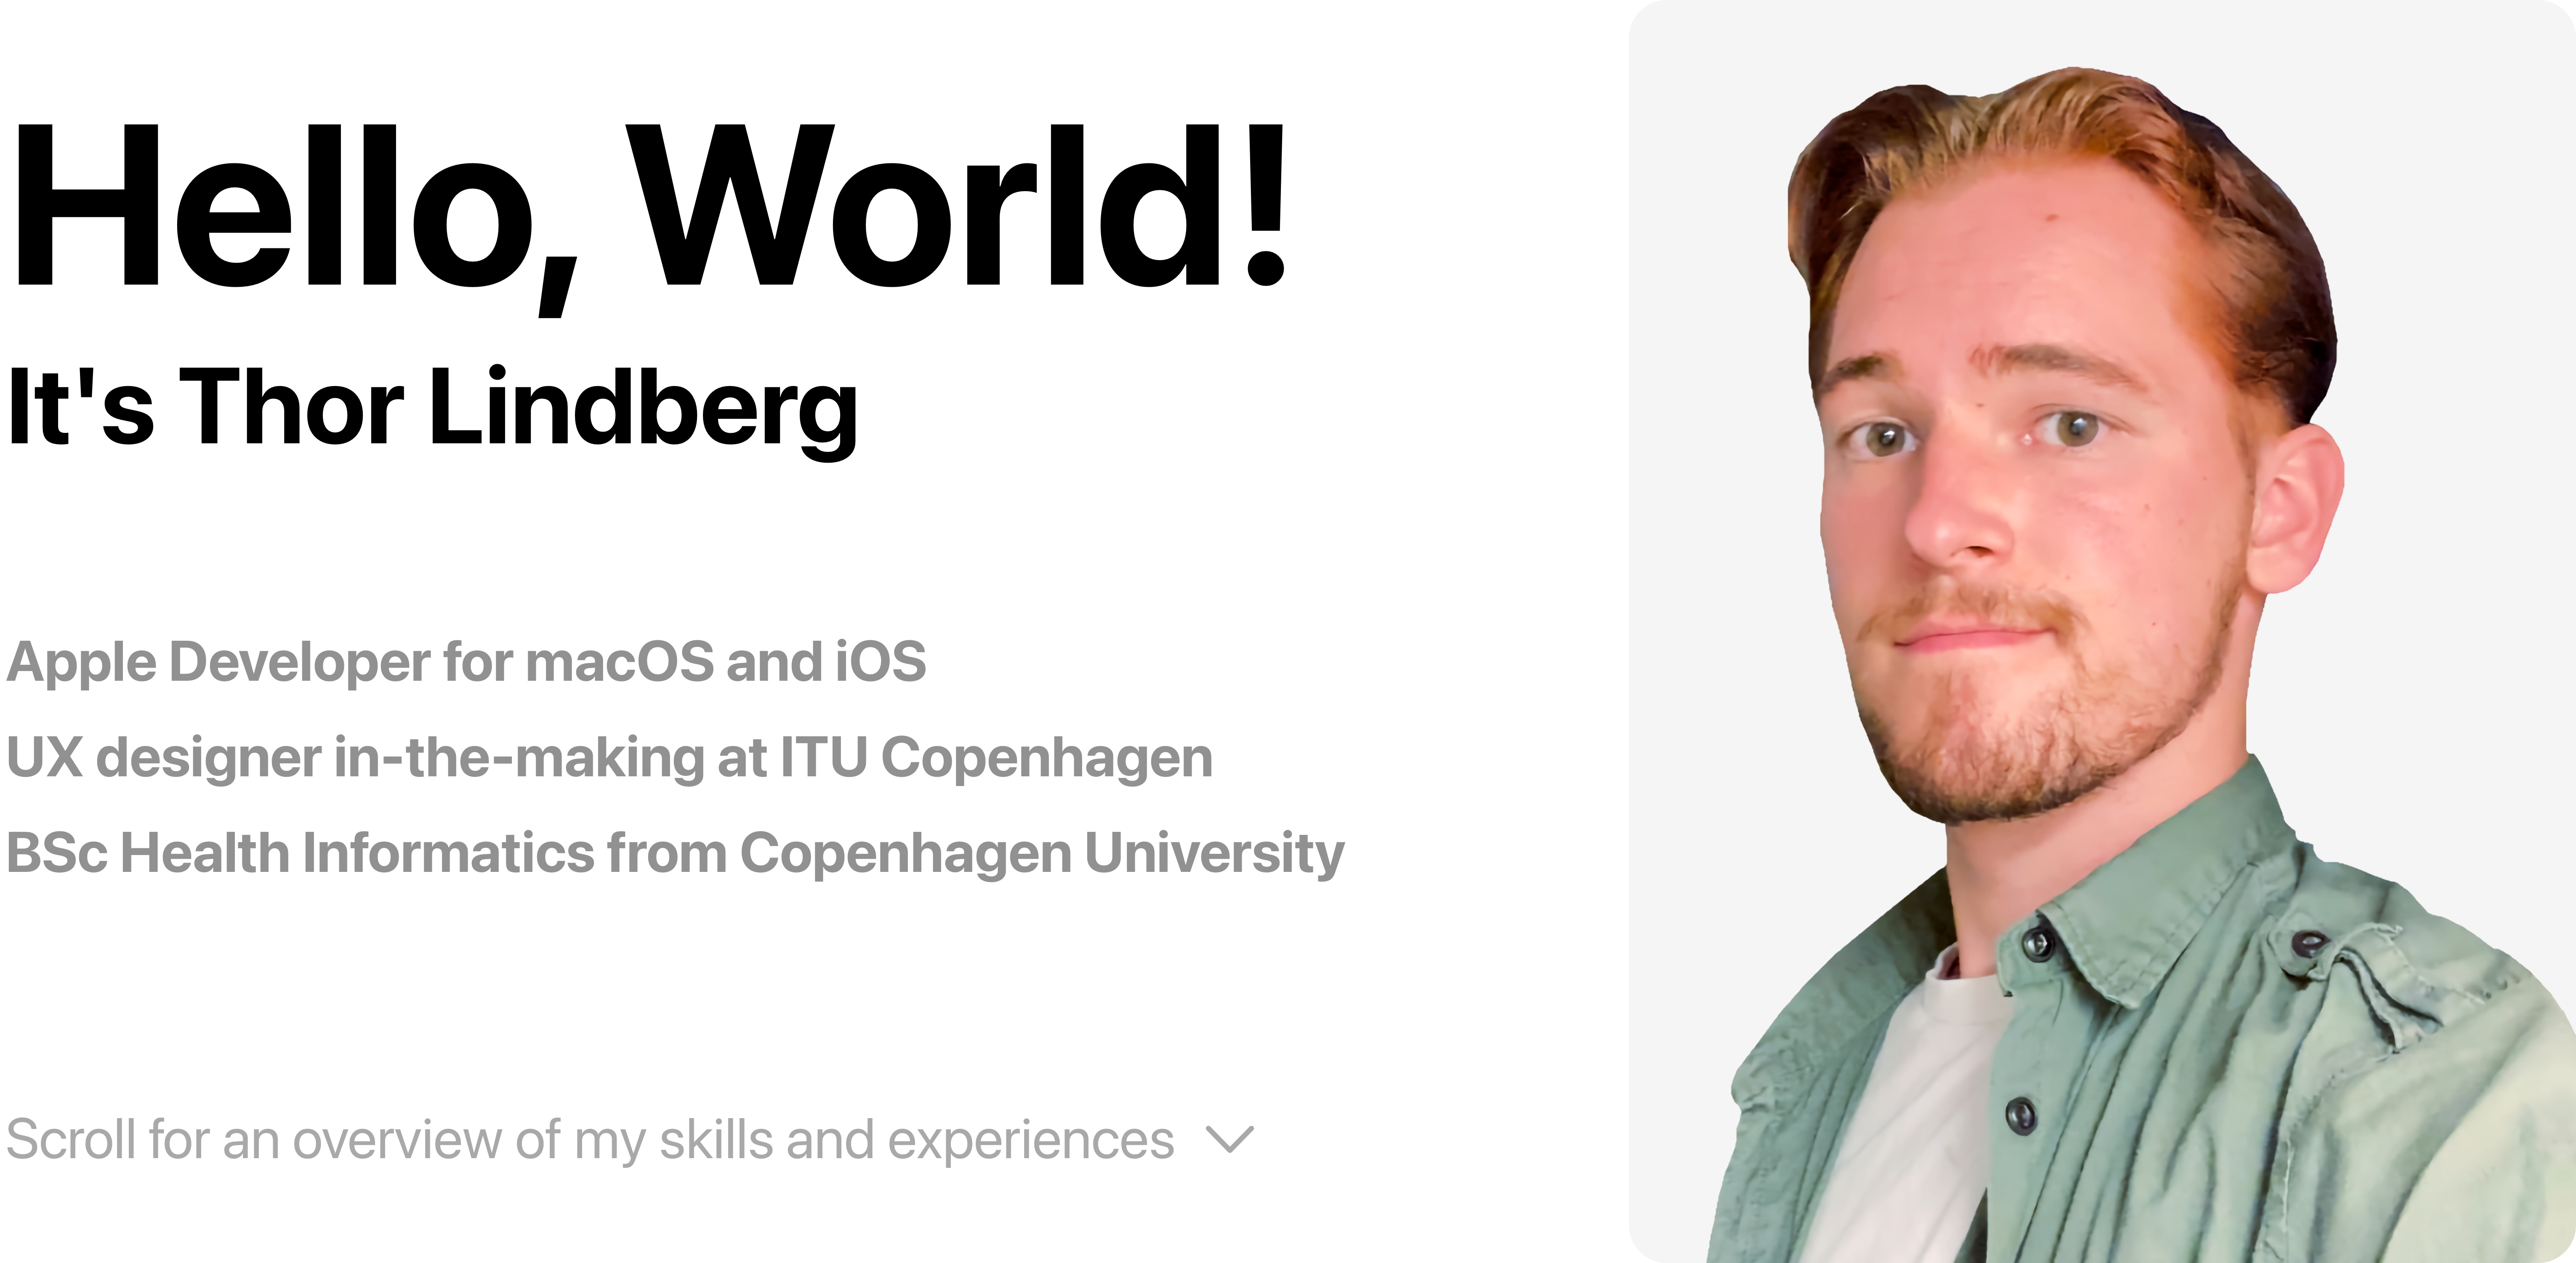 Hello, World!
It's Thor Lindberg
Apple Developer for macOS and iOS
UX designer in-the-making at ITU Copenhagen
BSc Health Informatics from Copenhagen University
Scroll for an overview of my skills and experiences